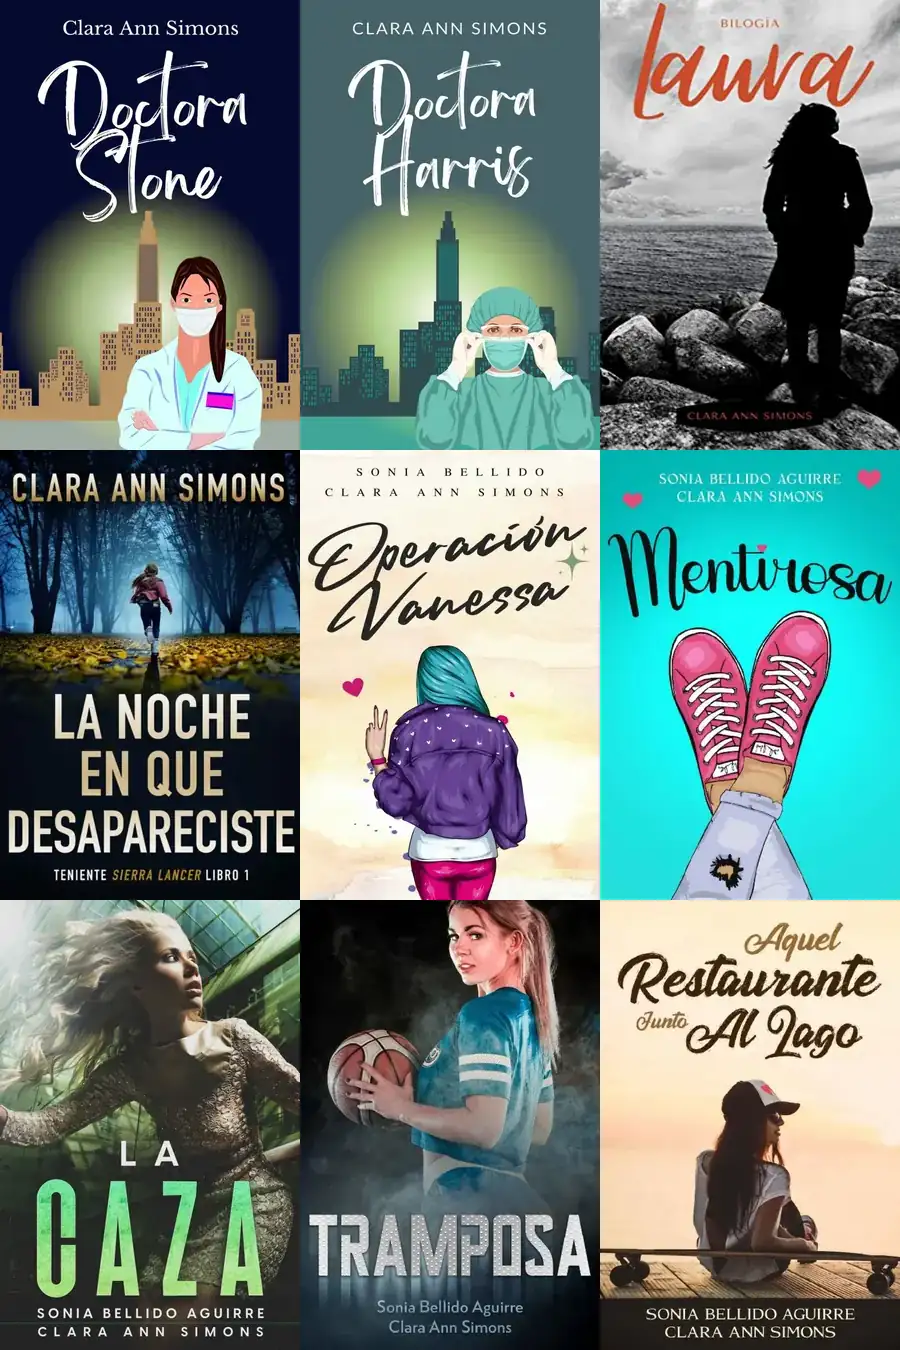 Clara Ann Simons
Doctora
Stone
CLARA ANN SIMONS
Doctora
Harris
BILOGÍA
Laura
CLARA ANN SIMONS
CLARA ANN SIMONS
LA NOCHE
EN QUE
DESAPARECISTE
TENIENTE SIERRA LANCER LIBRO 1
SONIA BELLIDO
CLARA ANN SIMONS
Operación
Vanessa
SONIA BELLIDO AGUIRRE
CLARA ANN SIMONS
Mentirosa
LA
CAZA
SONIA BELLIDO AGUIRRE
CLARA ANN SIMONS
TRAMPOSA
Sonia Bellido Aguirre
Clara Ann Simons
Aquel
Restaurante
Junto Al Lago
SONIA BELLIDO AGUIRRE
CLARA ANN SIMONS